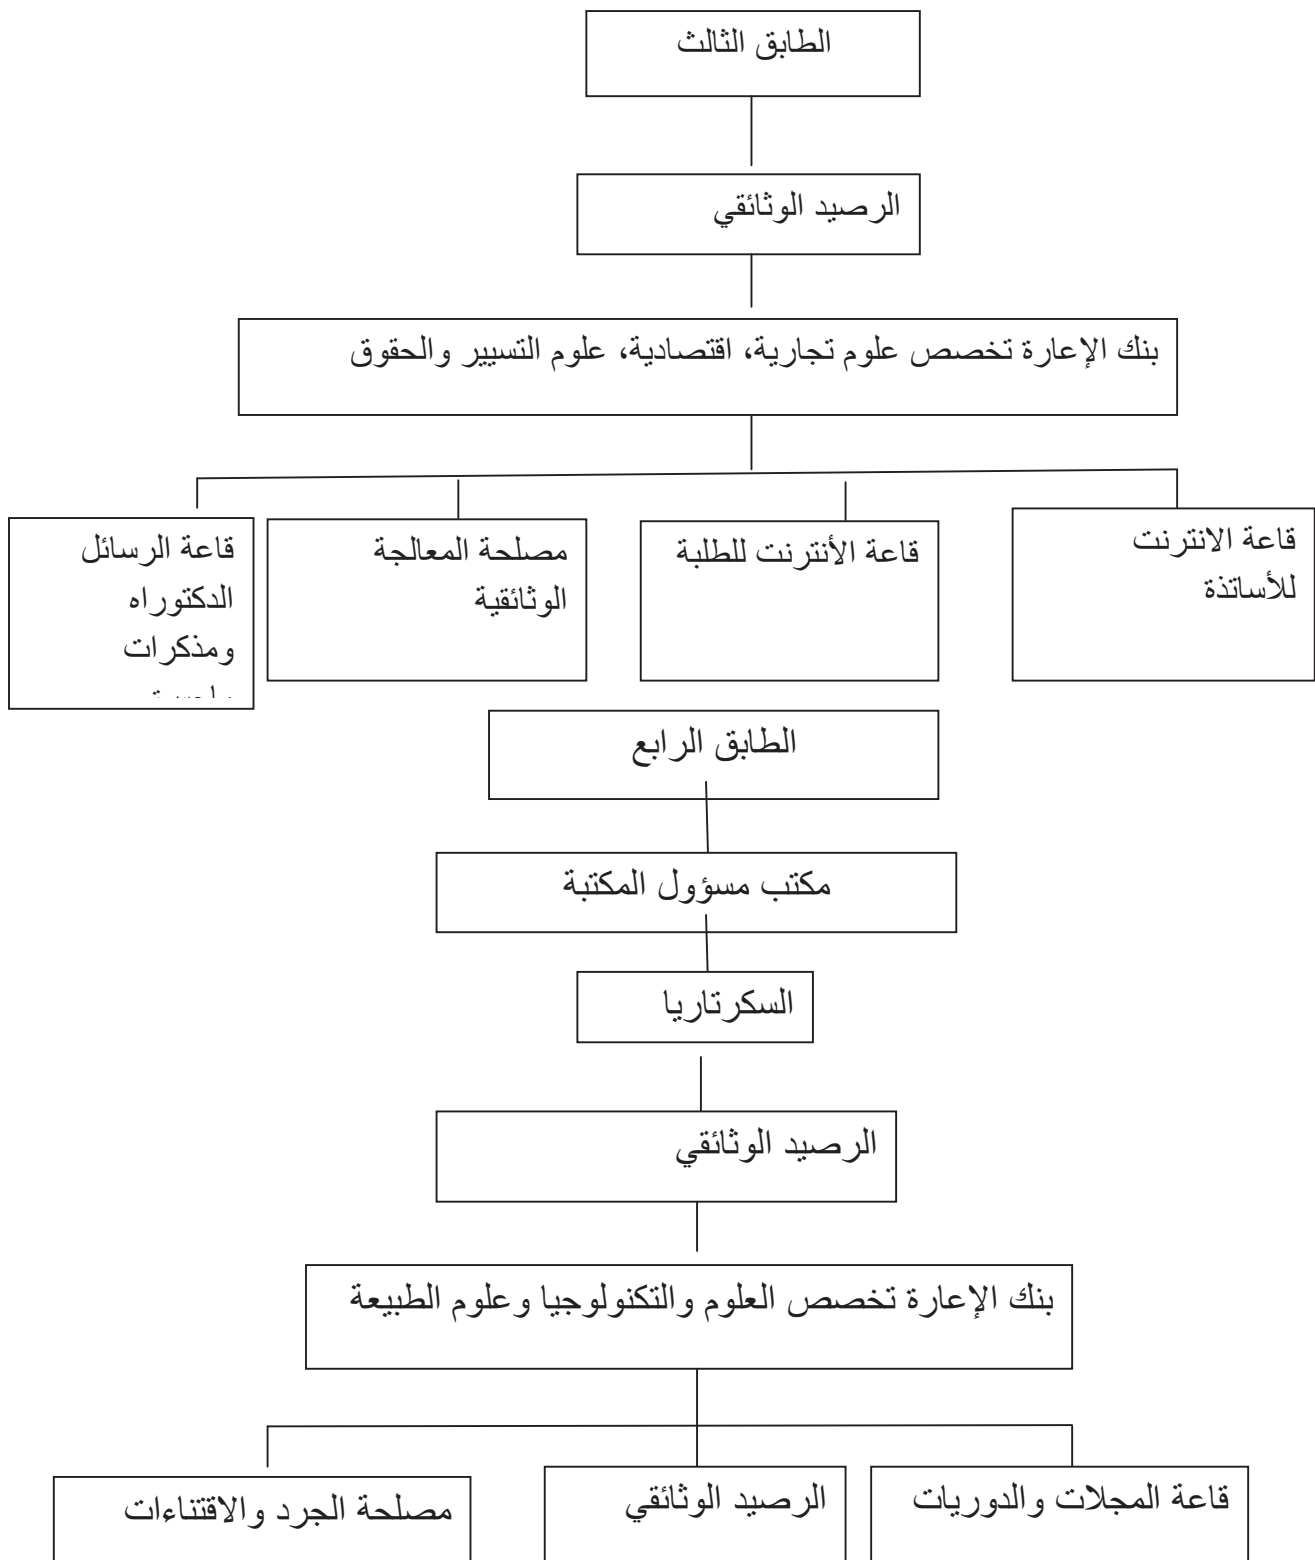 الطابق الثالث
الرصيد الوثائقي
بنك الإعارة تخصص علوم تجارية، اقتصادية، علوم التسيير والحقوق
قاعة الانترنت
للأساتذة
قاعة الأنترنت للطلبة
مصلحة المعالجة
الوثائقية
قاعة الرسائل
الدكتوراه
ومذكرات
الطابق الرابع
مكتب مسؤول المكتبة
السكرتاريا
الرصيد الوثائقي
بنك الإعارة تخصص العلوم والتكنولوجيا وعلوم الطبيعة
قاعة المجلات والدوريات
الرصيد الوثائقي
مصلحة الجرد والاقتناءات